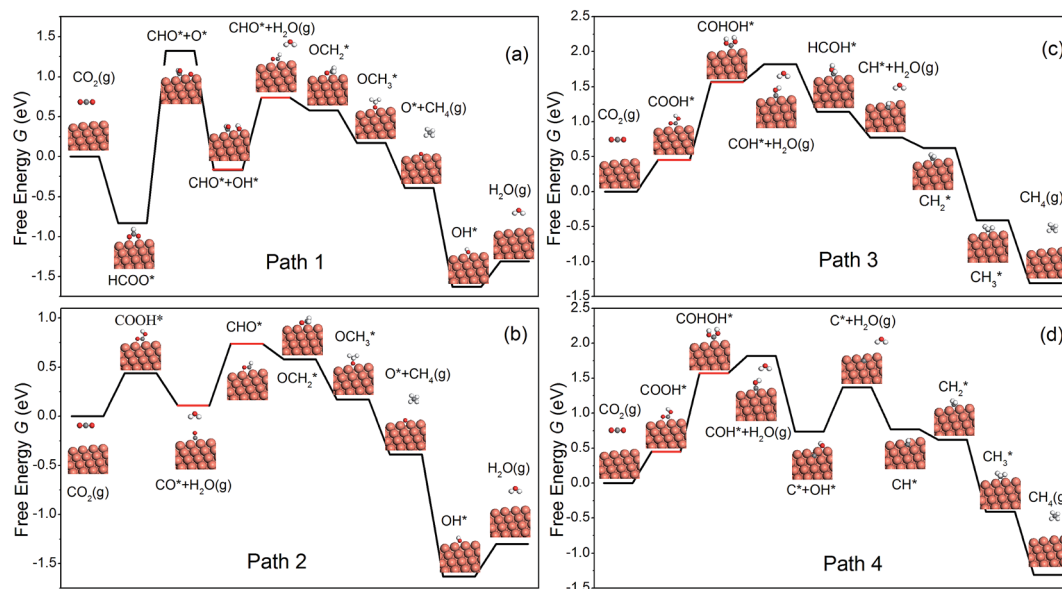 (a)
Free Energy G (eV)
1.5
1.0
0.5
0.0
-0.5
-1.0
-1.5
CO2(g)
HCOO*
CHO*+O*
CHO*+OH*
CHO*+H2O(g)
OCH2*
OCH3*
O*+CH4(g)
OH*
H2O(g)
Path 1
(b)
Free Energy G (eV)
1.0
0.5
0.0
-0.5
-1.0
-1.5
CO2(g)
COOH*
CO*+H2O(g)
CHO*
OCH2*
OCH3*
O*+CH4(g)
OH*
H2O(g)
Path 2
(c)
Free Energy G (eV)
2.5
2.0
1.5
1.0
0.5
0.0
-0.5
-1.0
-1.5
CO2(g)
COOH*
COHOH*
COH*+H2O(g)
HCOH*
CH*+H2O(g)
CH2*
CH3*
CH4(g)
Path 3
(d)
Free Energy G (eV)
2.5
2.0
1.5
1.0
0.5
0.0
-0.5
-1.0
-1.5
CO2(g)
COOH*
COHOH*
COH*+H2O(g)
C*+OH*
C*+H2O(g)
CH*
CH2*
CH3*
CH4(g)
Path 4